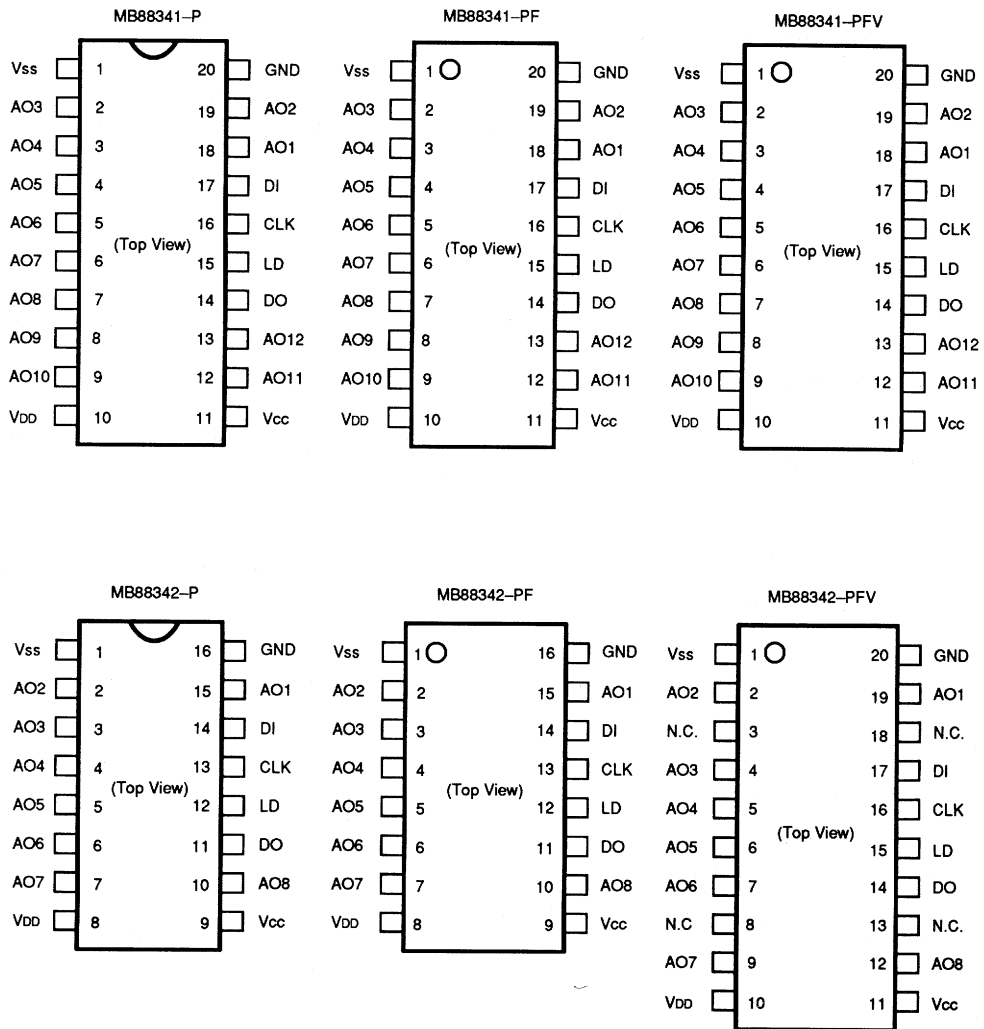 MB88341–P
Vss 1 20 GND
AO3 2 19 AO2
AO4 3 18 AO1
AO5 4 17 DI
AO6 5 16 CLK
(Top View)
AO7 6 15 LD
AO8 7 14 DO
AO9 8 13 AO12
AO10 9 12 AO11
VDD 10 11 Vcc
MB88341–PF
Vss 1 20 GND
AO3 2 19 AO2
AO4 3 18 AO1
AO5 4 17 DI
AO6 5 16 CLK
(Top View)
AO7 6 15 LD
AO8 7 14 DO
AO9 8 13 AO12
AO10 9 12 AO11
VDD 10 11 Vcc
MB88341–PFV
Vss 1 20 GND
AO3 2 19 AO2
AO4 3 18 AO1
AO5 4 17 DI
AO6 5 16 CLK
(Top View)
AO7 6 15 LD
AO8 7 14 DO
AO9 8 13 AO12
AO10 9 12 AO11
VDD 10 11 Vcc
MB88342–P
Vss 1 16 GND
AO2 2 15 AO1
AO3 3 14 DI
AO4 4 13 CLK
(Top View)
AO5 5 12 LD
AO6 6 11 DO
AO7 7 10 AO8
VDD 8 9 Vcc
MB88342–PF
Vss 1 16 GND
AO2 2 15 AO1
AO3 3 14 DI
AO4 4 13 CLK
(Top View)
AO5 5 12 LD
AO6 6 11 DO
AO7 7 10 AO8
VDD 8 9 Vcc
MB88342–PFV
Vss 1 20 GND
AO2 2 19 AO1
N.C. 3 18 N.C.
AO3 4 17 DI
AO4 5 16 CLK
(Top View)
AO5 6 15 LD
AO6 7 14 DO
N.C 8 13 N.C.
AO7 9 12 AO8
VDD 10 11 Vcc